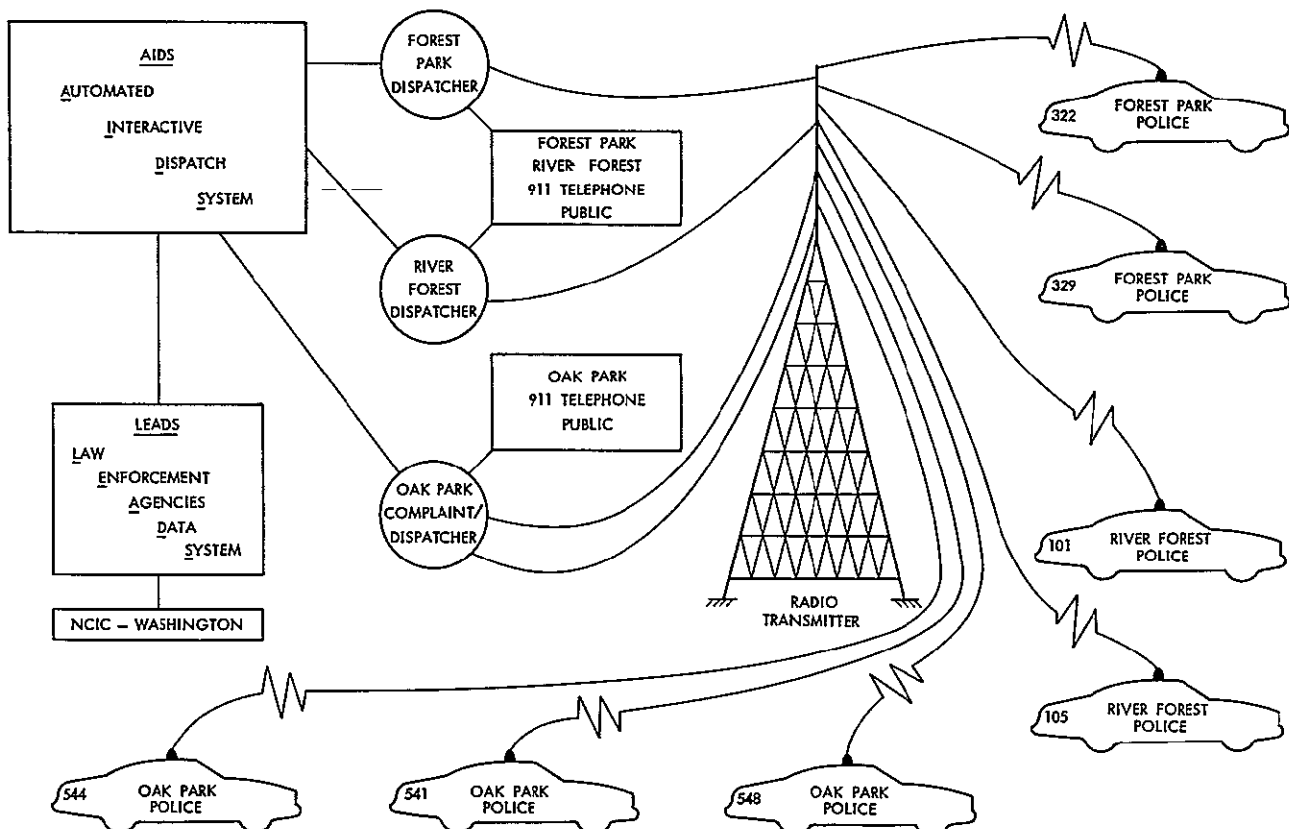 AIDS
AUTOMATED
INTERACTIVE
DISPATCH
SYSTEM
FOREST
PARK
DISPATCHER
FOREST PARK
RIVER FOREST
911 TELEPHONE
PUBLIC
RIVER
FOREST
DISPATCHER
OAK PARK
911 TELEPHONE
PUBLIC
OAK PARK
COMPLAINT/
DISPATCHER
LEADS
LAW
ENFORCEMENT
AGENCIES
DATA
SYSTEM
NCIC – WASHINGTON
RADIO
TRANSMITTER
322
FOREST PARK
POLICE
329
FOREST PARK
POLICE
101
RIVER FOREST
POLICE
105
RIVER FOREST
POLICE
544
OAK PARK
POLICE
541
OAK PARK
POLICE
548
OAK PARK
POLICE